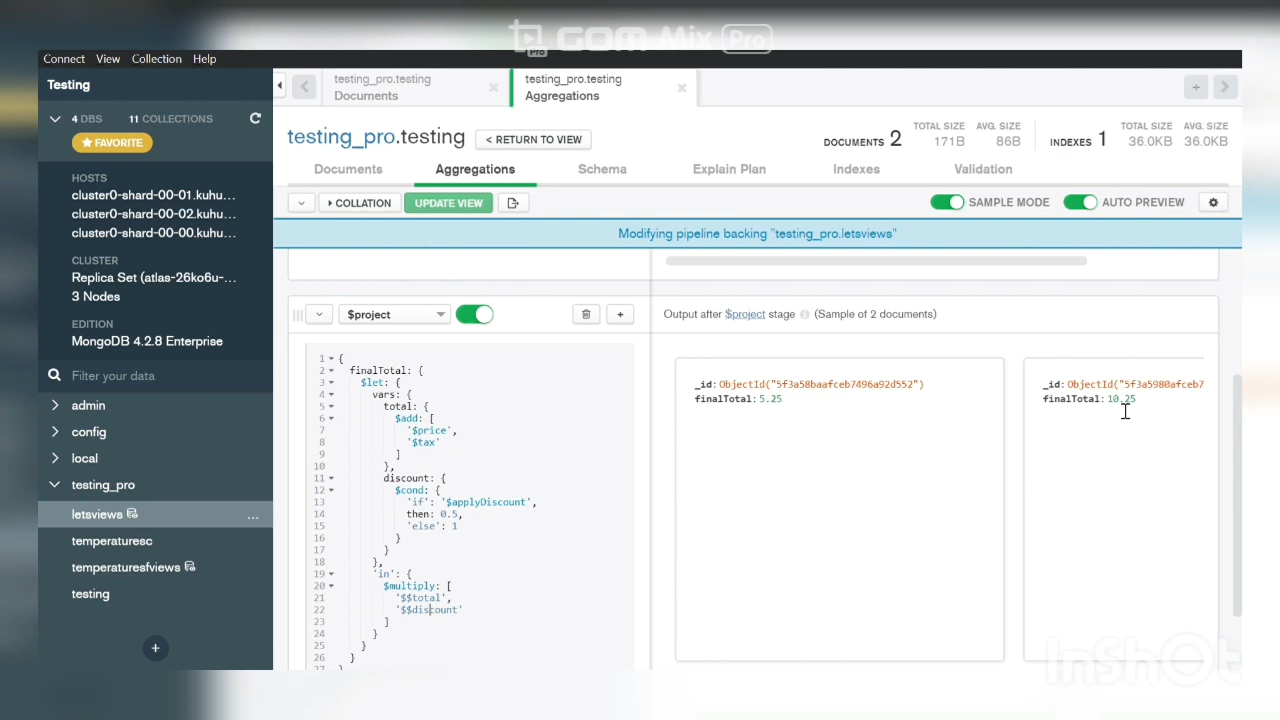 GOM Mix Pro
Connect View Collection Help
Testing
4 DBS 11 COLLECTIONS
FAVORITE
HOSTS
cluster0-shard-00-01.kuhu...
cluster0-shard-00-02.kuhu...
cluster0-shard-00-00.kuhu...
CLUSTER
Replica Set (atlas-26ko6u-...
3 Nodes
EDITION
MongoDB 4.2.8 Enterprise
Filter your data
admin
config
local
testing_pro
letsviews ...
temperaturesc
temperaturesfviews
testing
+
testing_pro.testing
Documents
testing_pro.testing
Aggregations
testing_pro.testing < RETURN TO VIEW
DOCUMENTS 2 TOTAL SIZE 171B AVG. SIZE 86B INDEXES 1 TOTAL SIZE 36.0KB AVG. SIZE 36.0KB
Documents Aggregations Schema Explain Plan Indexes Validation
COLLATION UPDATE VIEW SAMPLE MODE AUTO PREVIEW
Modifying pipeline backing "testing_pro.letsviews"
$project
1 {
2 finalTotal: {
3 $let: {
4 vars: {
5 total: {
6 $add: [
7 '$price',
8 '$tax'
9 ]
10 },
11 discount: {
12 $cond: {
13 'if': '$applyDiscount',
14 then: 0.5,
15 'else': 1
16 }
17 }
18 },
19 'in': {
20 $multiply: [
21 '$$total',
22 '$$discount'
23 ]
24 }
25 }
26 }
27 }
Output after $project stage (Sample of 2 documents)
_id: ObjectId("5f3a58baafceb7496a92d552")
finalTotal: 5.25
_id: ObjectId("5f3a5980afceb7
finalTotal: 10.25
InShOt